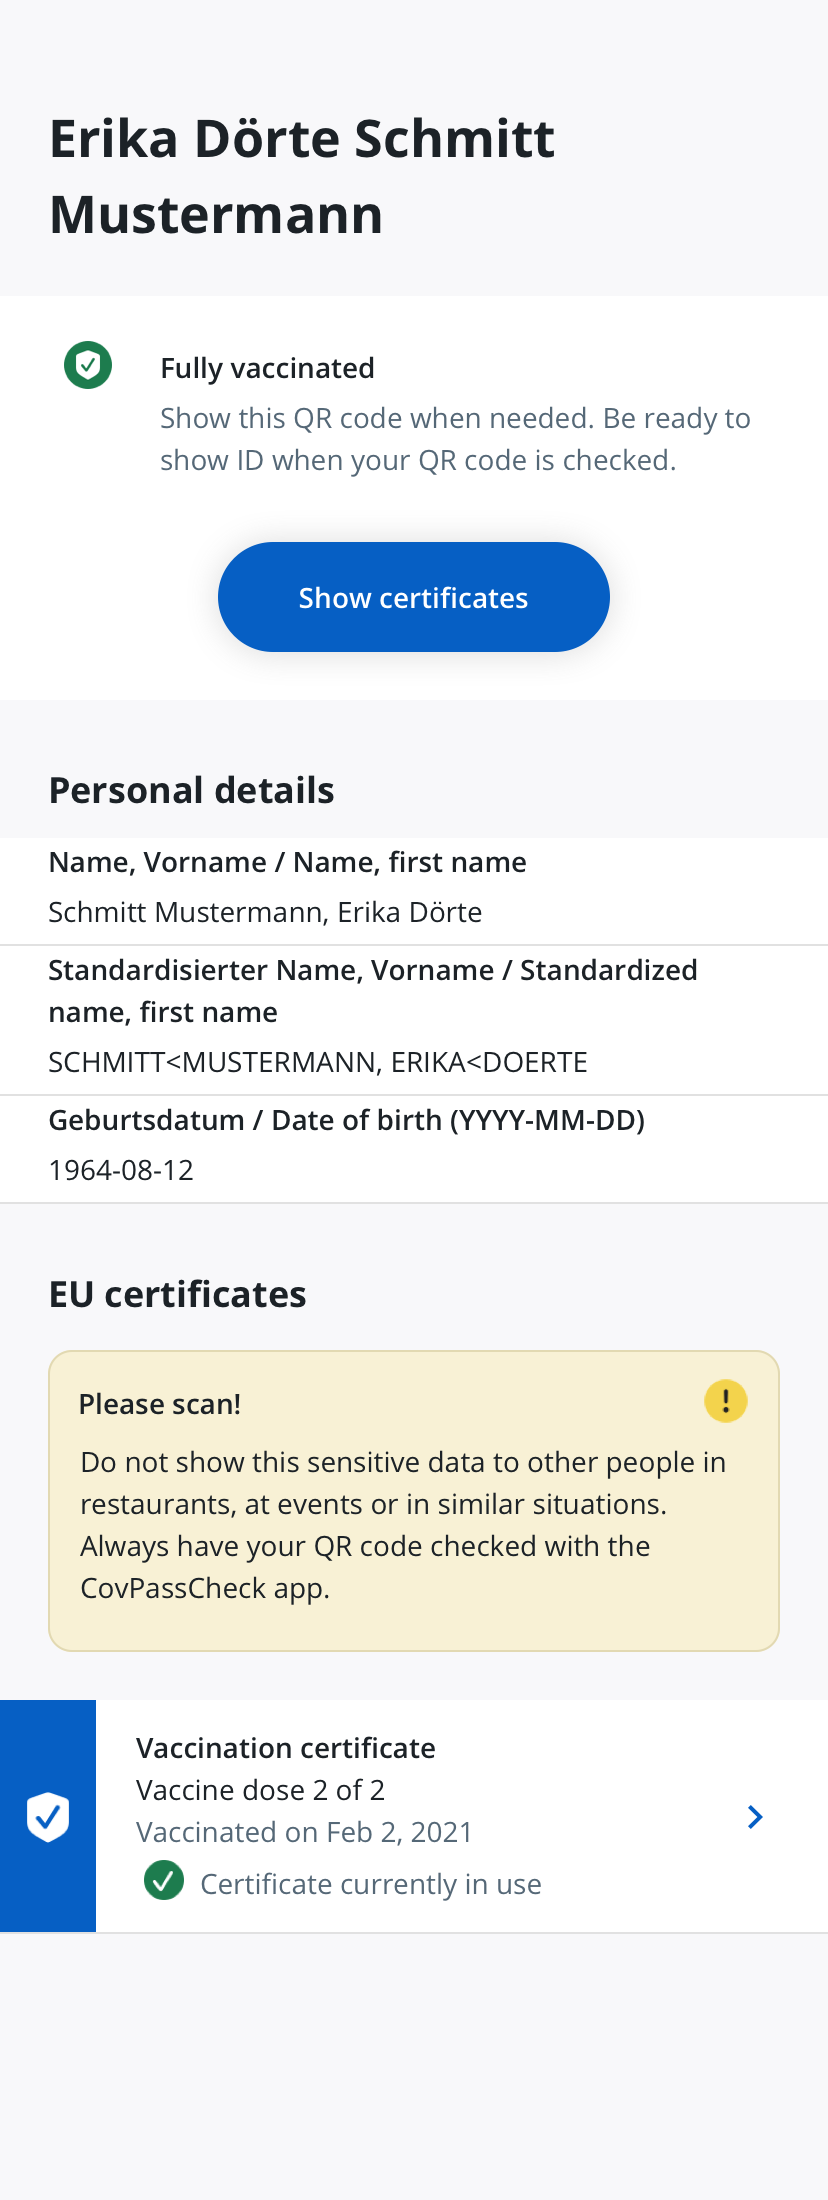 Erika Dörte Schmitt
Mustermann
Fully vaccinated
Show this QR code when needed. Be ready to
show ID when your QR code is checked.
Show certificates
Personal details
Name, Vorname / Name, first name
Schmitt Mustermann, Erika Dörte
Standardisierter Name, Vorname / Standardized
name, first name
SCHMITT<MUSTERMANN, ERIKA<DOERTE
Geburtsdatum / Date of birth (YYYY-MM-DD)
1964-08-12
EU certificates
Please scan!
Do not show this sensitive data to other people in
restaurants, at events or in similar situations.
Always have your QR code checked with the
CovPassCheck app.
Vaccination certificate
Vaccine dose 2 of 2
Vaccinated on Feb 2, 2021
Certificate currently in use